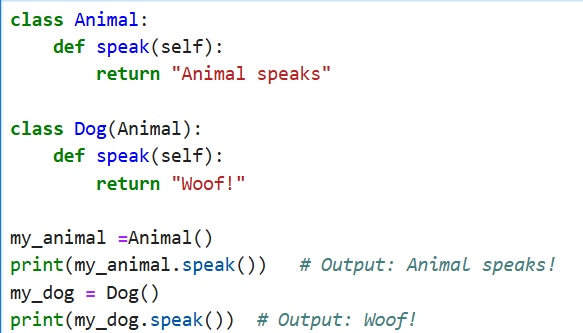 class Animal:
    def speak(self):
        return "Animal speaks"
class Dog(Animal):
    def speak(self):
        return "Woof!"
my_animal =Animal()
print(my_animal.speak())   # Output: Animal speaks!
my_dog = Dog()
print(my_dog.speak())  # Output: Woof!